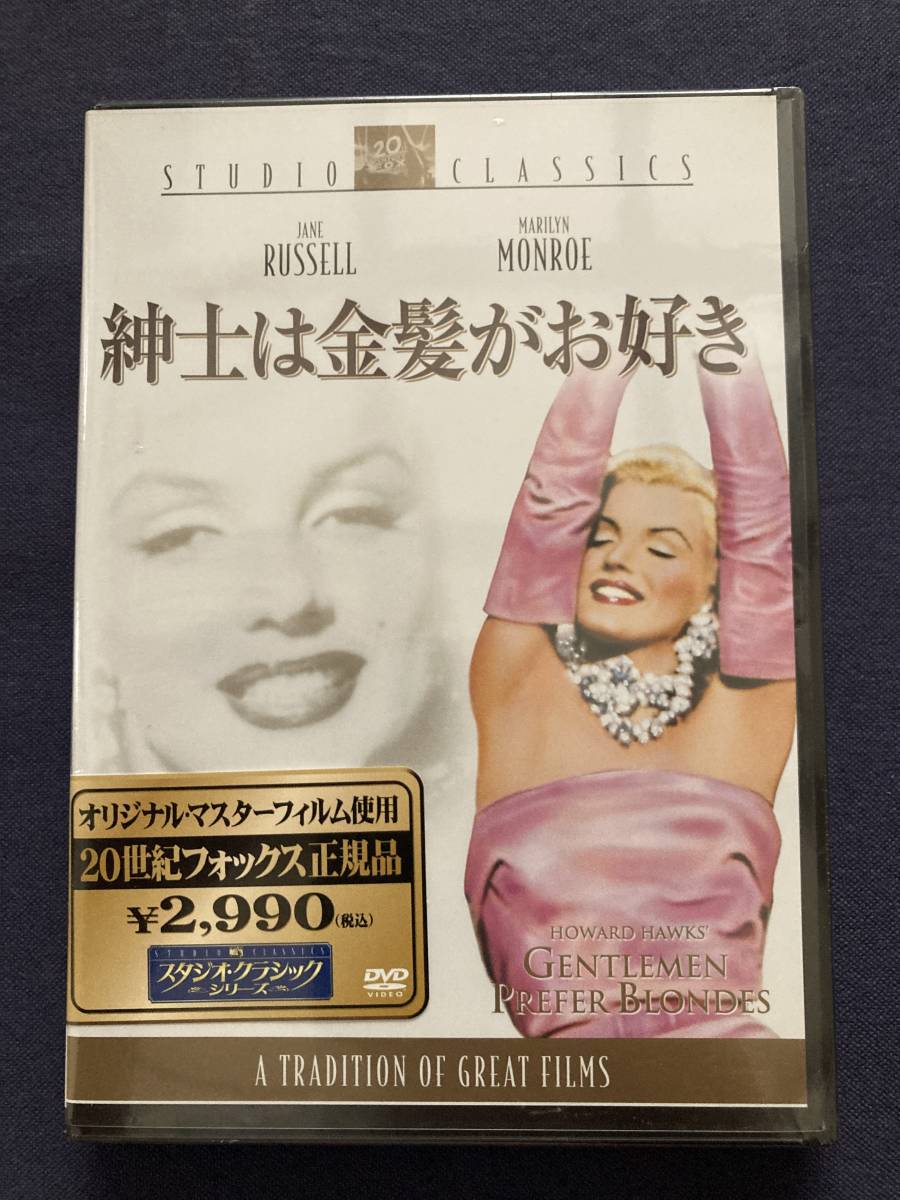 STUDIO 20 CLASSICS
JANE
RUSSELL
MARILYN
MONROE
紳士は金髪がお好き
オリジナル・マスターフィルム使用
20世紀フォックス正規品
¥2,990(税込)
STUDIO CLASSICS
スタジオ・クラシック
シリーズ
DVD
VIDEO
HOWARD HAWKS'
GENTLEMEN
PREFER BLONDES
A TRADITION OF GREAT FILMS